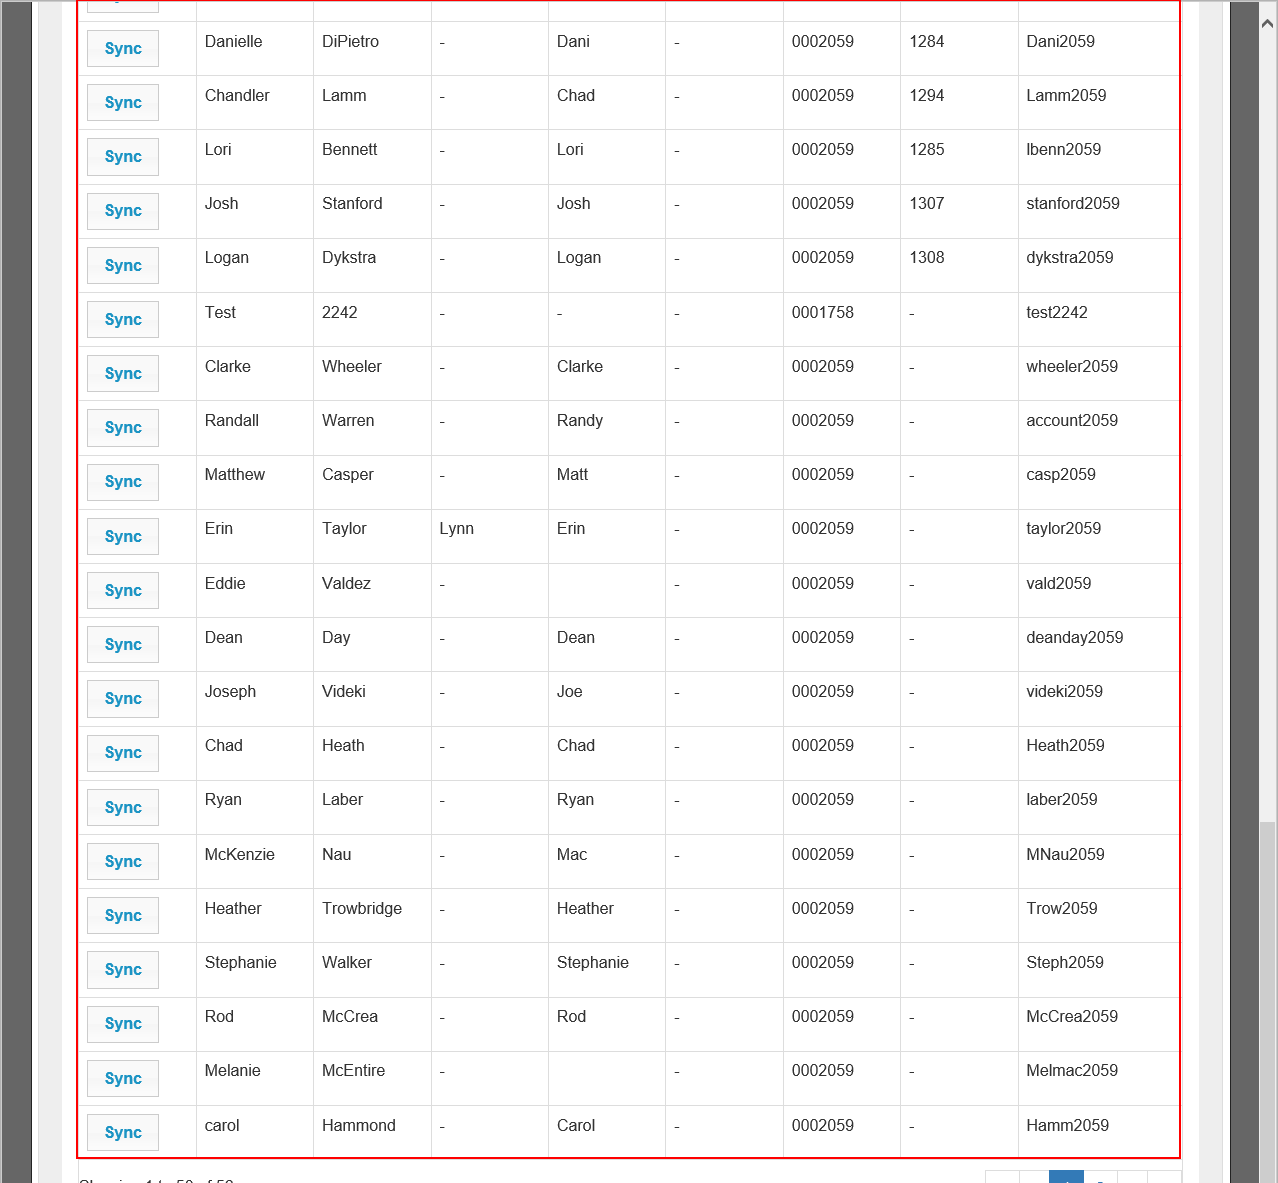 Sync Danielle DiPietro - Dani - 0002059 1284 Dani2059
Sync Chandler Lamm - Chad - 0002059 1294 Lamm2059
Sync Lori Bennett - Lori - 0002059 1285 lbenn2059
Sync Josh Stanford - Josh - 0002059 1307 stanford2059
Sync Logan Dykstra - Logan - 0002059 1308 dykstra2059
Sync Test 2242 - - - 0001758 - test2242
Sync Clarke Wheeler - Clarke - 0002059 - wheeler2059
Sync Randall Warren - Randy - 0002059 - account2059
Sync Matthew Casper - Matt - 0002059 - casp2059
Sync Erin Taylor Lynn Erin - 0002059 - taylor2059
Sync Eddie Valdez - - 0002059 - vald2059
Sync Dean Day - Dean - 0002059 - deanday2059
Sync Joseph Videki - Joe - 0002059 - videki2059
Sync Chad Heath - Chad - 0002059 - Heath2059
Sync Ryan Laber - Ryan - 0002059 - laber2059
Sync McKenzie Nau - Mac - 0002059 - MNau2059
Sync Heather Trowbridge - Heather - 0002059 - Trow2059
Sync Stephanie Walker - Stephanie - 0002059 - Steph2059
Sync Rod McCrea - Rod - 0002059 - McCrea2059
Sync Melanie McEntire - - 0002059 - Melmac2059
Sync carol Hammond - Carol - 0002059 - Hamm2059